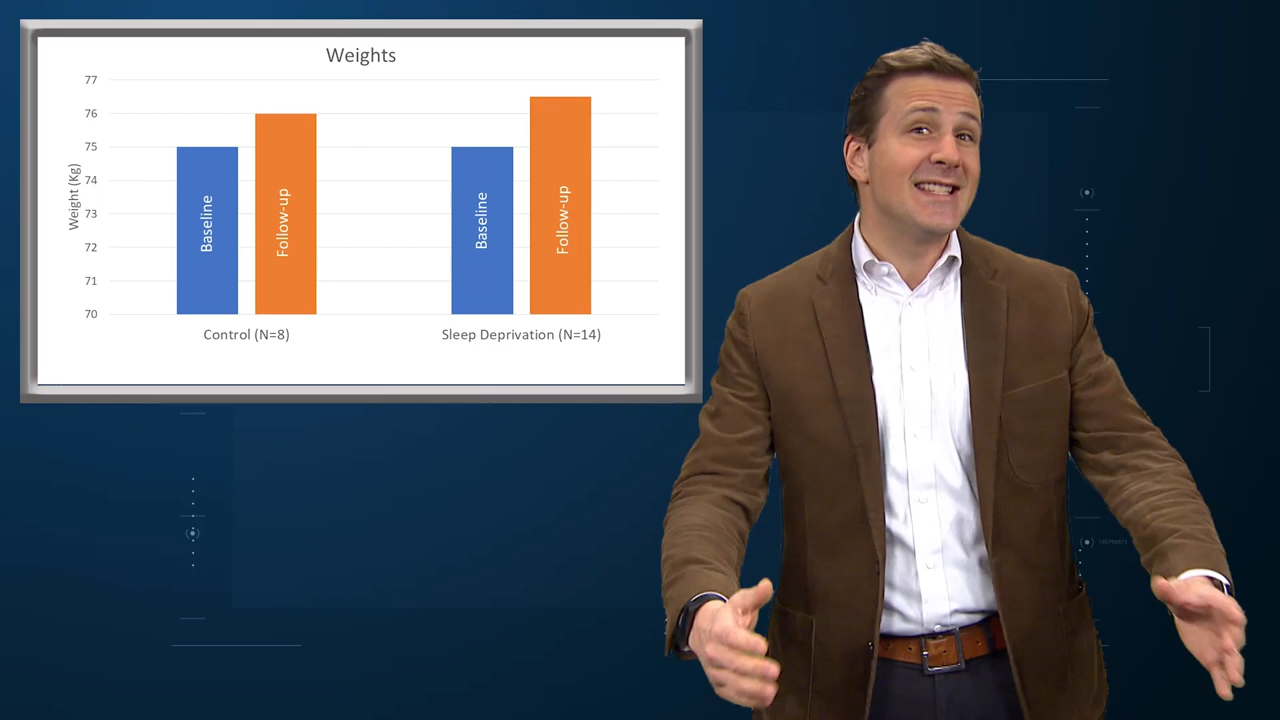 Weights
77
76
75
74
73
72
71
70
Weight (Kg)
Baseline
Follow-up
Baseline
Follow-up
Control (N=8)
Sleep Deprivation (N=14)